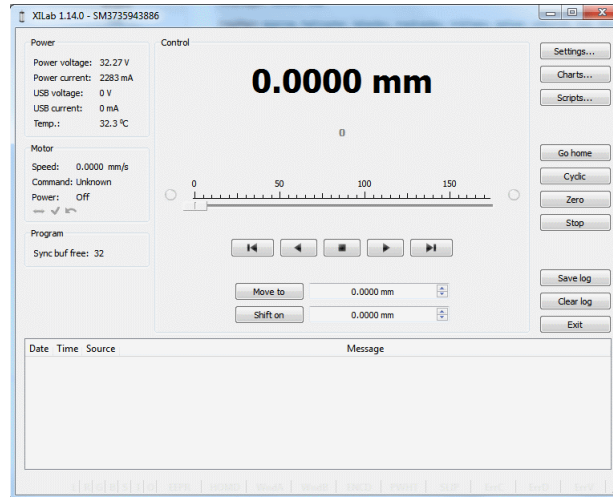 XILab 1.14.0 - SM3735943886
Power
Power voltage: 32.27 V
Power current: 2283 mA
USB voltage: 0 V
USB current: 0 mA
Temp.: 32.3 ºC
Motor
Speed: 0.0000 mm/s
Command: Unknown
Power: Off
Program
Sync buf free: 32
Control
0.0000 mm
0
0 50 100 150
Move to 0.0000 mm
Shift on 0.0000 mm
Settings...
Charts...
Scripts...
Go home
Cyclic
Zero
Stop
Save log
Clear log
Exit
Date Time Source Message